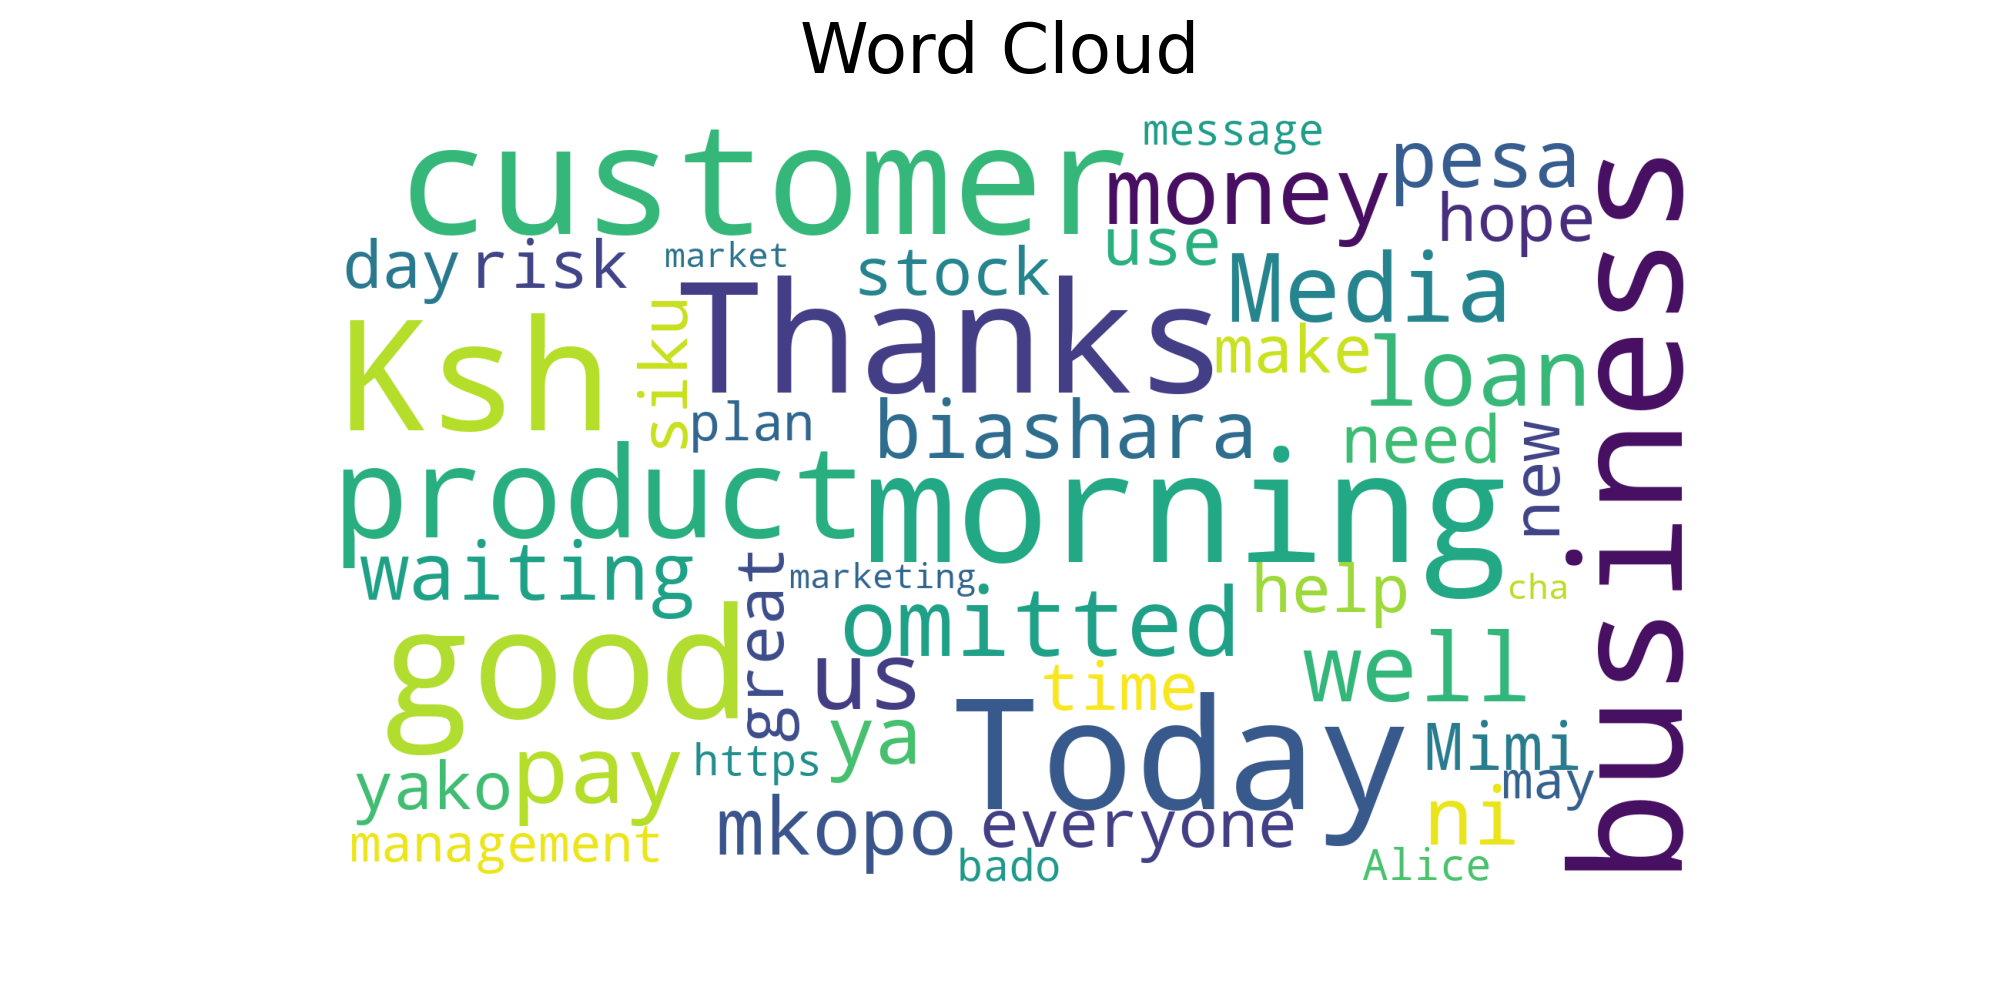 Word Cloud
message
customer
money
pesa
hope
use
day
risk
market
stock
Media
Thanks
Ksh
siku
make
loan
business
plan
biashara
need
new
product
morning
waiting
great
marketing
omitted
help
cha
good
us
time
well
ya
Today
https
Mimi
may
yako
pay
ni
management
mkopo
everyone
bado
Alice